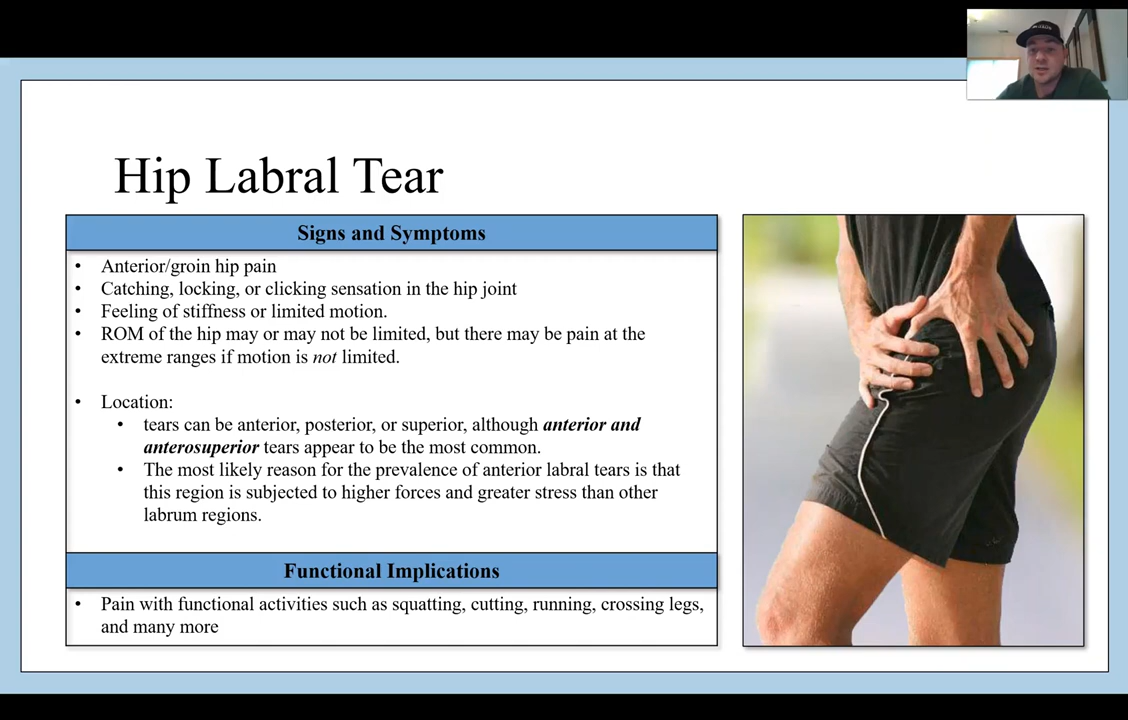 Hip Labral Tear
Signs and Symptoms
• Anterior/groin hip pain
• Catching, locking, or clicking sensation in the hip joint
• Feeling of stiffness or limited motion.
• ROM of the hip may or may not be limited, but there may be pain at the
extreme ranges if motion is not limited.
• Location:
• tears can be anterior, posterior, or superior, although anterior and
anterosuperior tears appear to be the most common.
• The most likely reason for the prevalence of anterior labral tears is that
this region is subjected to higher forces and greater stress than other
labrum regions.
Functional Implications
• Pain with functional activities such as squatting, cutting, running, crossing legs,
and many more